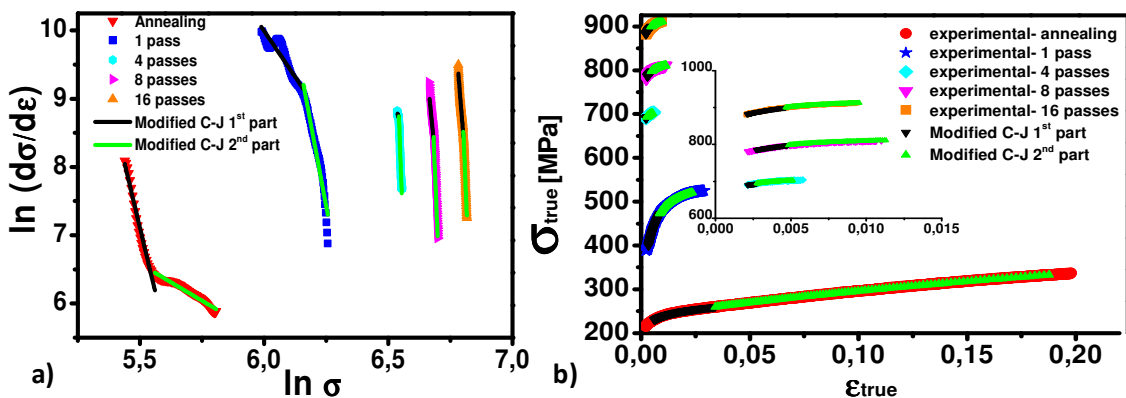 Annealing
1 pass
4 passes
8 passes
16 passes
Modified C-J 1st part
Modified C-J 2nd part
10
9
8
7
6
ln (dσ/dε)
5,5
6,0
6,5
7,0
ln σ
a)
experimental- annealing
experimental- 1 pass
experimental- 4 passes
experimental- 8 passes
experimental- 16 passes
Modified C-J 1st part
Modified C-J 2nd part
900
800
700
600
500
400
300
200
σtrue [MPa]
1000
800
600
0,000
0,005
0,010
0,015
0,00
0,05
0,10
0,15
0,20
εtrue
b)